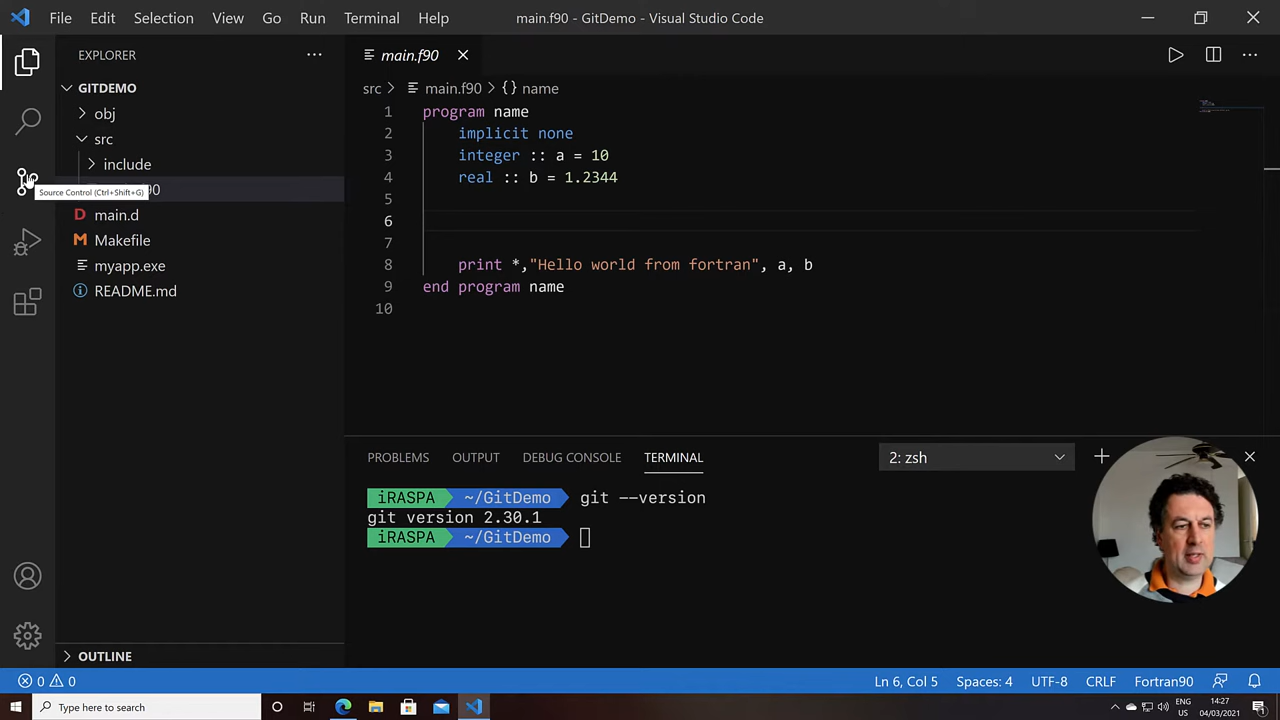 File Edit Selection View Go Run Terminal Help
main.f90 - GitDemo - Visual Studio Code
EXPLORER
GITDEMO
obj
src
include
90
Source Control (Ctrl+Shift+G)
main.d
Makefile
myapp.exe
README.md
OUTLINE
main.f90
src > main.f90 > {} name
1 program name
2 implicit none
3 integer :: a = 10
4 real :: b = 1.2344
5
6
7
8 print *,"Hello world from fortran", a, b
9 end program name
10
PROBLEMS OUTPUT DEBUG CONSOLE TERMINAL
2: zsh
iRASPA ~/GitDemo git --version
git version 2.30.1
iRASPA ~/GitDemo
0 0
Ln 6, Col 5 Spaces: 4 UTF-8 CRLF Fortran90
Type here to search
ENG
US
14:27
04/03/2021
1